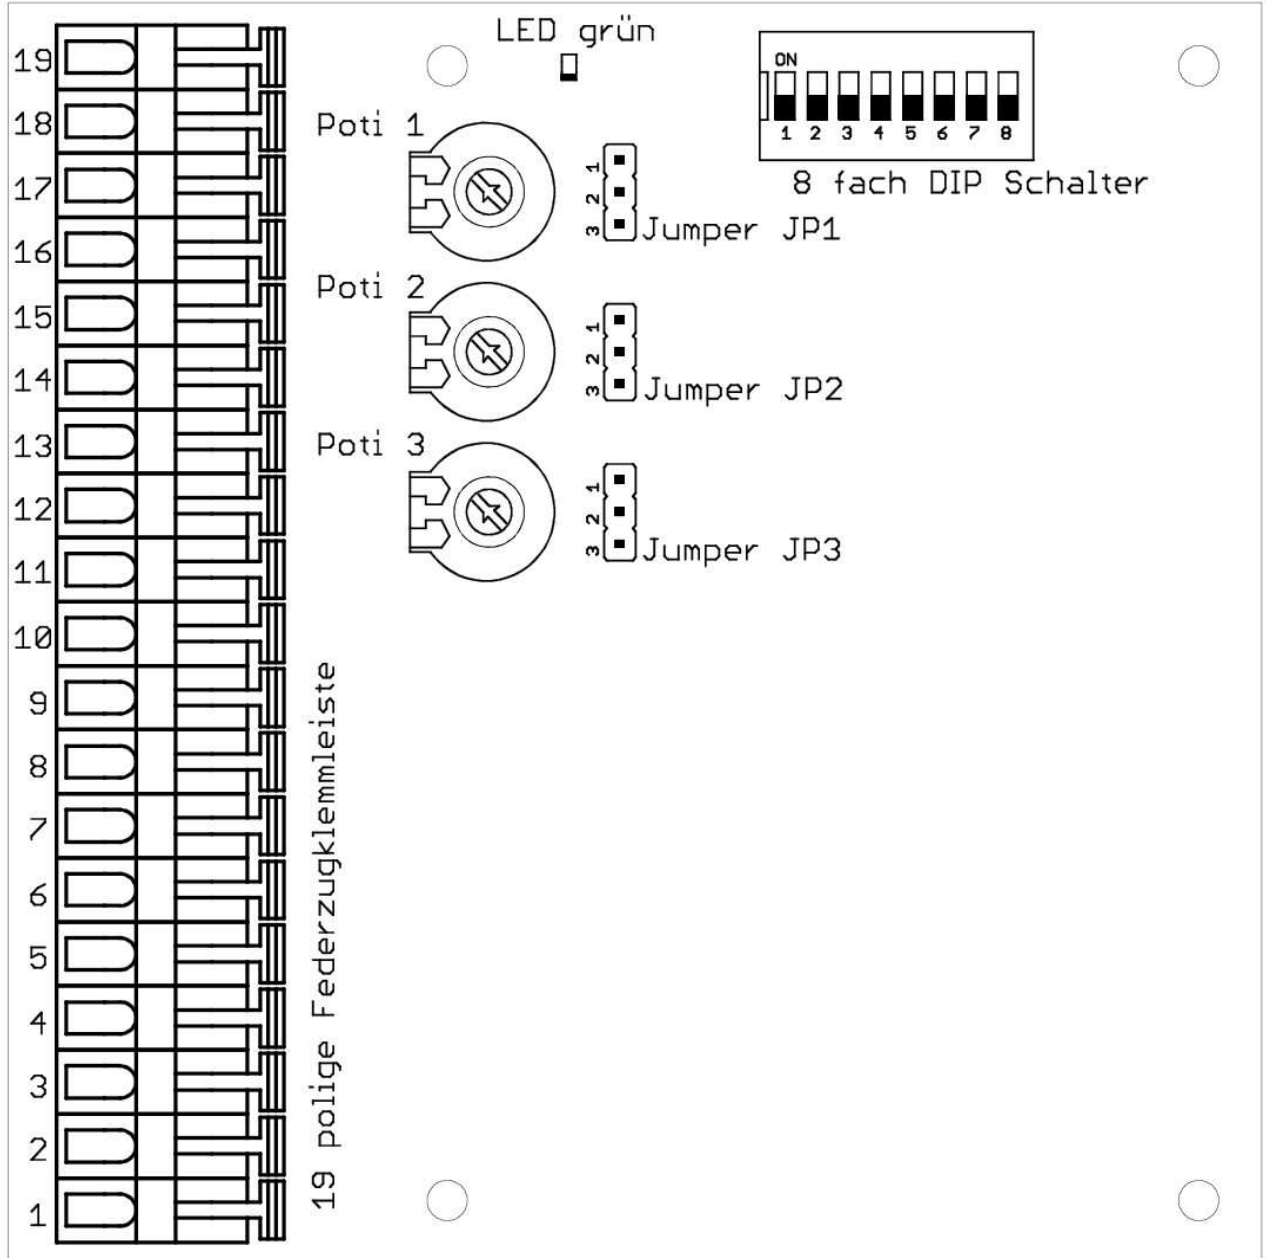 LED grün
ON
1 2 3 4 5 6 7 8
8 fach DIP Schalter
Poti 1
1
2
3
Jumper JP1
Poti 2
1
2
3
Jumper JP2
Poti 3
1
2
3
Jumper JP3
19
18
17
16
15
14
13
12
11
10
9
8
7
6
5
4
3
2
1
19 polige Federzugklemmleiste